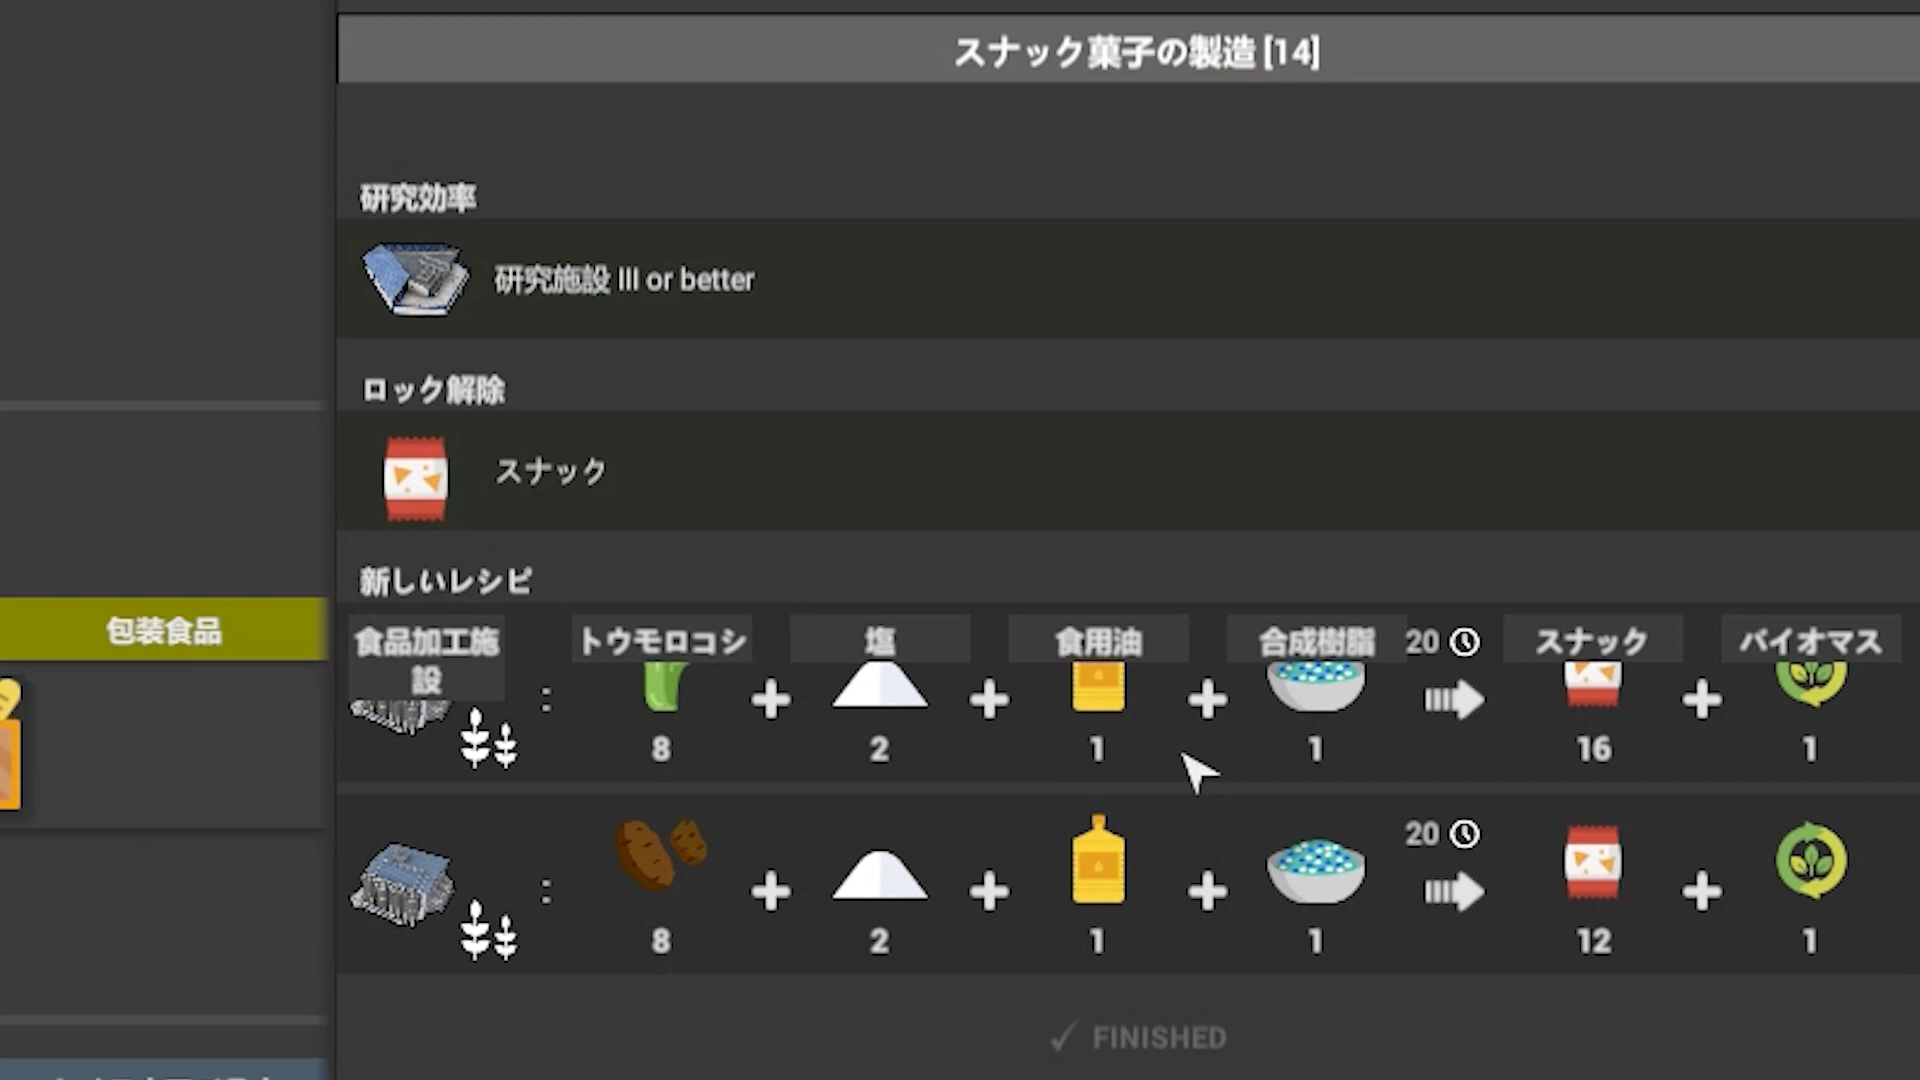 スナック菓子の製造[14]
研究効率
研究施設 III or better
ロック解除
スナック
包装食品
新しいレシピ
食品加工施設 トウモロコシ 塩 食用油 合成樹脂 20 スナック バイオマス
: 8 + 2 + 1 + 1 16 + 1
20
: 8 + 2 + 1 + 1 12 + 1
FINISHED